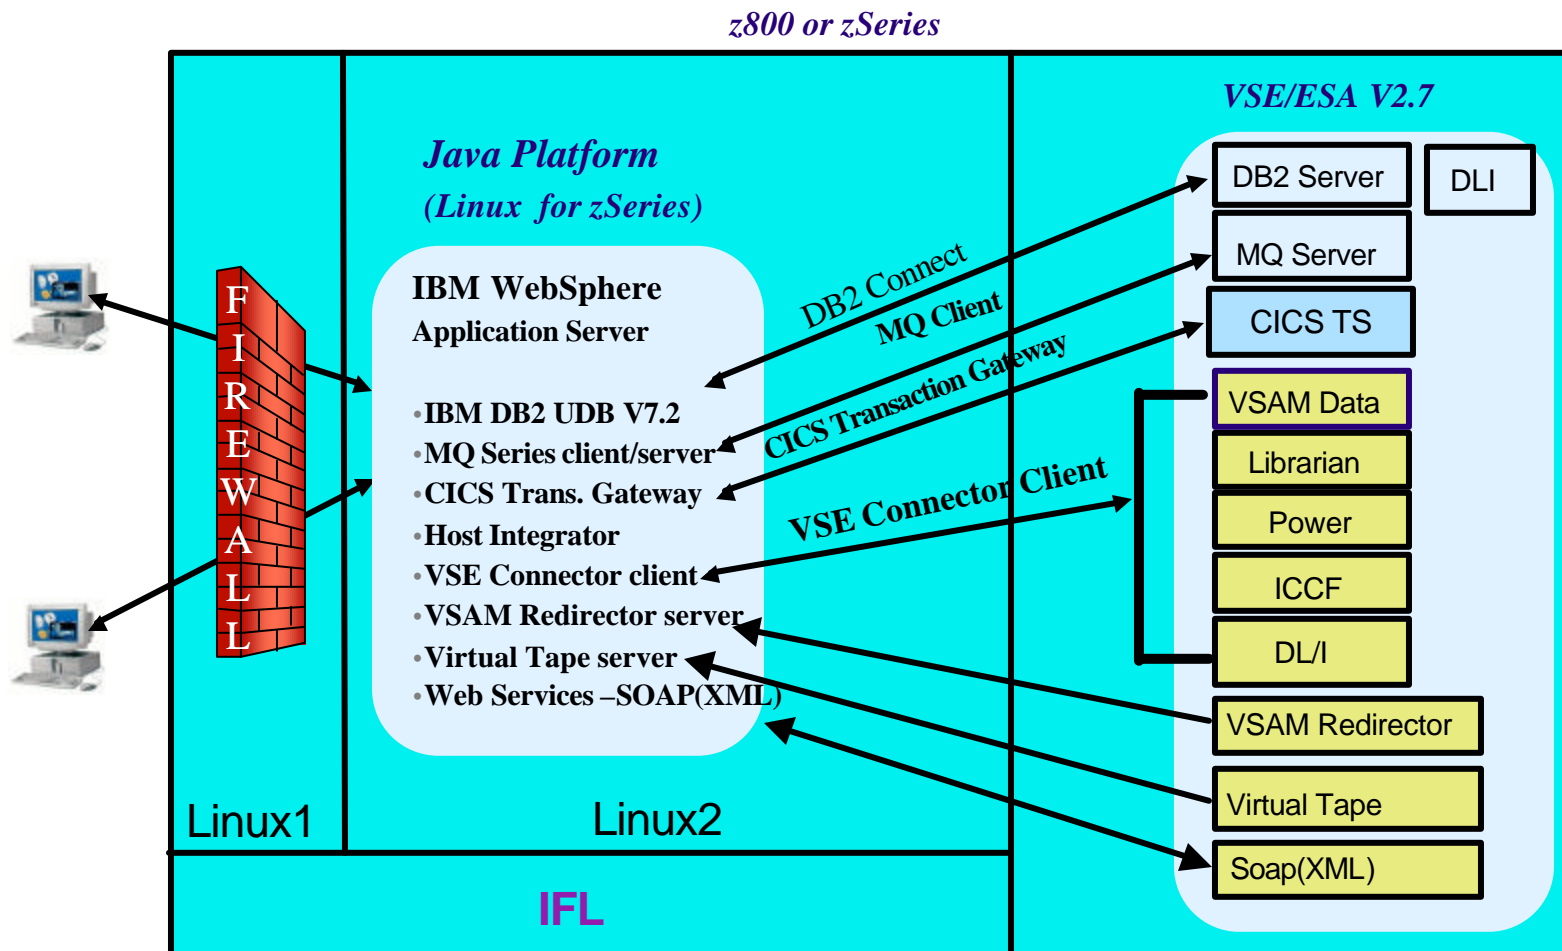 z800 or zSeries
VSE/ESA V2.7
Java Platform
(Linux for zSeries)
FIREWALL
IBM WebSphere
Application Server
•IBM DB2 UDB V7.2
•MQ Series client/server
•CICS Trans. Gateway
•Host Integrator
•VSE Connector client
•VSAM Redirector server
•Virtual Tape server
•Web Services –SOAP(XML)
DB2 Connect
MQ Client
CICS Transaction Gateway
VSE Connector Client
DB2 Server
DLI
MQ Server
CICS TS
VSAM Data
Librarian
Power
ICCF
DL/I
VSAM Redirector
Virtual Tape
Soap(XML)
Linux1
Linux2
IFL